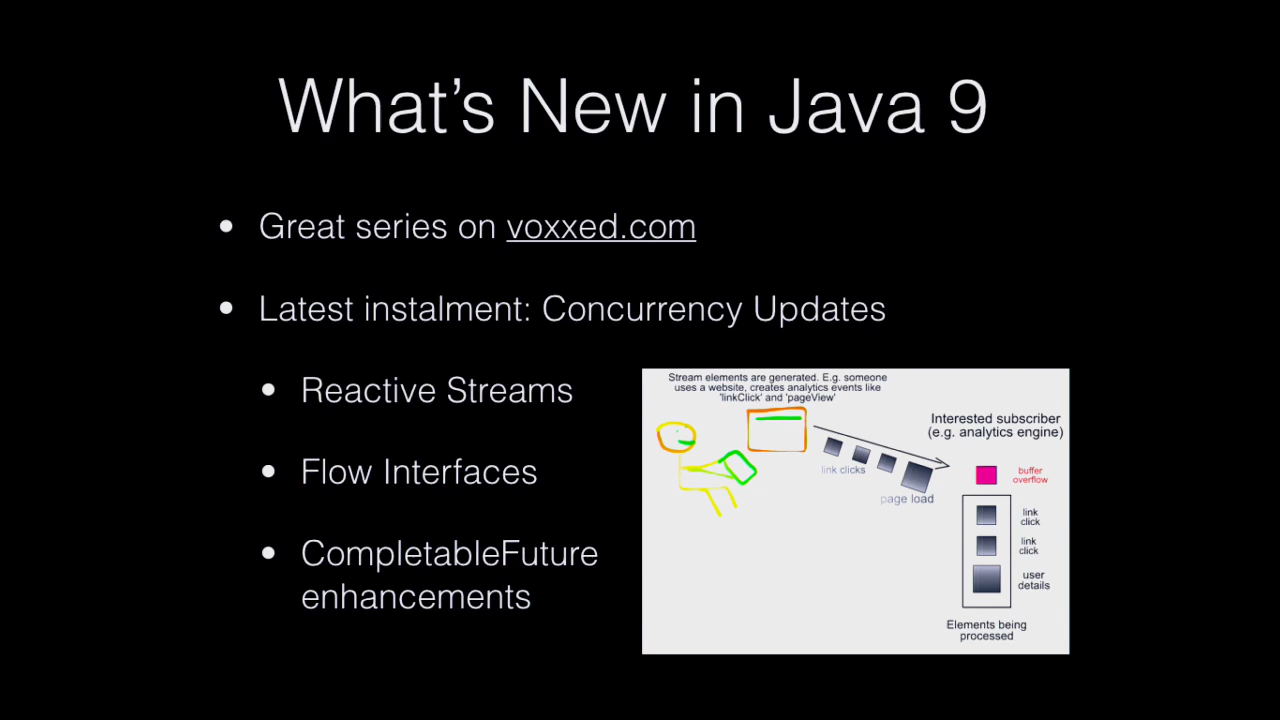 What's New in Java 9
• Great series on voxxed.com
• Latest instalment: Concurrency Updates
• Reactive Streams
• Flow Interfaces
• CompletableFuture
enhancements
Stream elements are generated. E.g. someone
uses a website, creates analytics events like
'linkClick' and 'pageView'
Interested subscriber
(e.g. analytics engine)
link clicks
page load
buffer
overflow
link
click
link
click
user
details
Elements being
processed